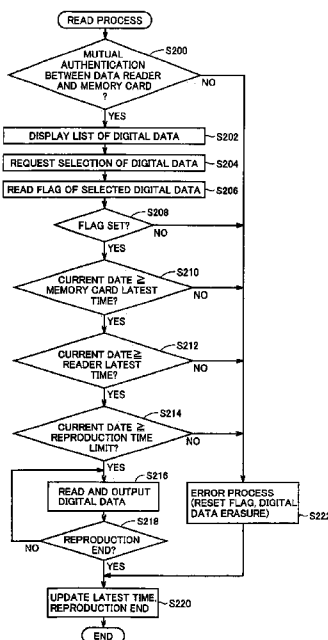 READ PROCESS
S200
MUTUAL
AUTHENTICATION
BETWEEN DATA READER
AND MEMORY CARD
?
NO
YES
DISPLAY LIST OF DIGITAL DATA
S202
REQUEST SELECTION OF DIGITAL DATA
S204
READ FLAG OF SELECTED DIGITAL DATA
S206
S208
FLAG SET?
NO
YES
S210
CURRENT DATE ≧
MEMORY CARD LATEST
TIME?
NO
YES
S212
CURRENT DATE≧
READER LATEST
TIME?
NO
YES
S214
CURRENT DATE ≧
REPRODUCTION TIME
LIMIT?
NO
YES
S216
READ AND OUTPUT
DIGITAL DATA
ERROR PROCESS
(RESET FLAG, DIGITAL
DATA ERASURE)
S222
S218
REPRODUCTION
END?
NO
YES
UPDATE LATEST TIME,
REPRODUCTION END
S220
END